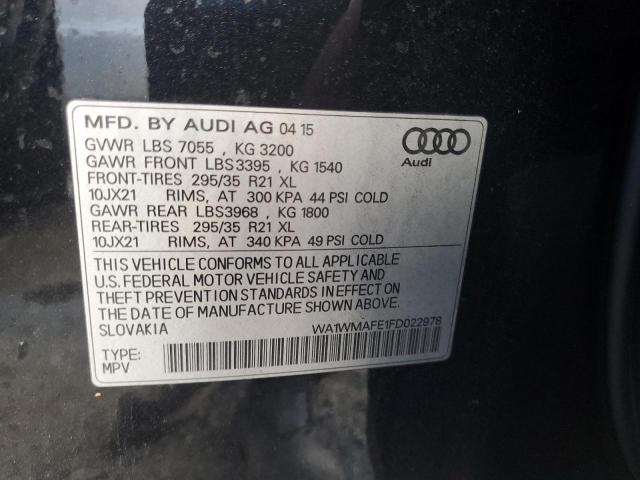 MFD. BY AUDI AG 04 15
GVWR LBS 7055 , KG 3200
GAWR FRONT LBS3395 , KG 1540
FRONT-TIRES 295/35 R21 XL
10JX21 RIMS, AT 300 KPA 44 PSI COLD
GAWR REAR LBS3968 , KG 1800
REAR-TIRES 295/35 R21 XL
10JX21 RIMS, AT 340 KPA 49 PSI COLD
Audi
THIS VEHICLE CONFORMS TO ALL APPLICABLE
U.S. FEDERAL MOTOR VEHICLE SAFETY AND
THEFT PREVENTION STANDARDS IN EFFECT ON
THE DATE OF MANUFACTURE SHOWN ABOVE.
SLOVAKIA WA1WMAFE1FD022978
TYPE:
MPV